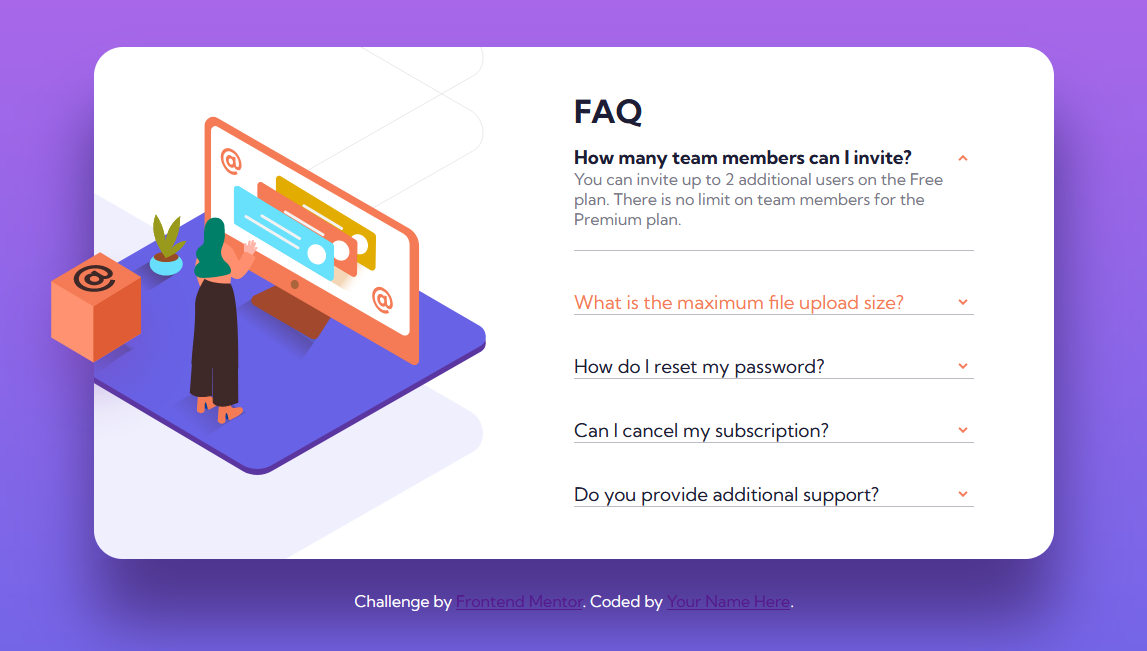 FAQ
How many team members can I invite?
You can invite up to 2 additional users on the Free
plan. There is no limit on team members for the
Premium plan.
What is the maximum file upload size?
How do I reset my password?
Can I cancel my subscription?
Do you provide additional support?
@
@
@
Challenge by Frontend Mentor. Coded by Your Name Here.